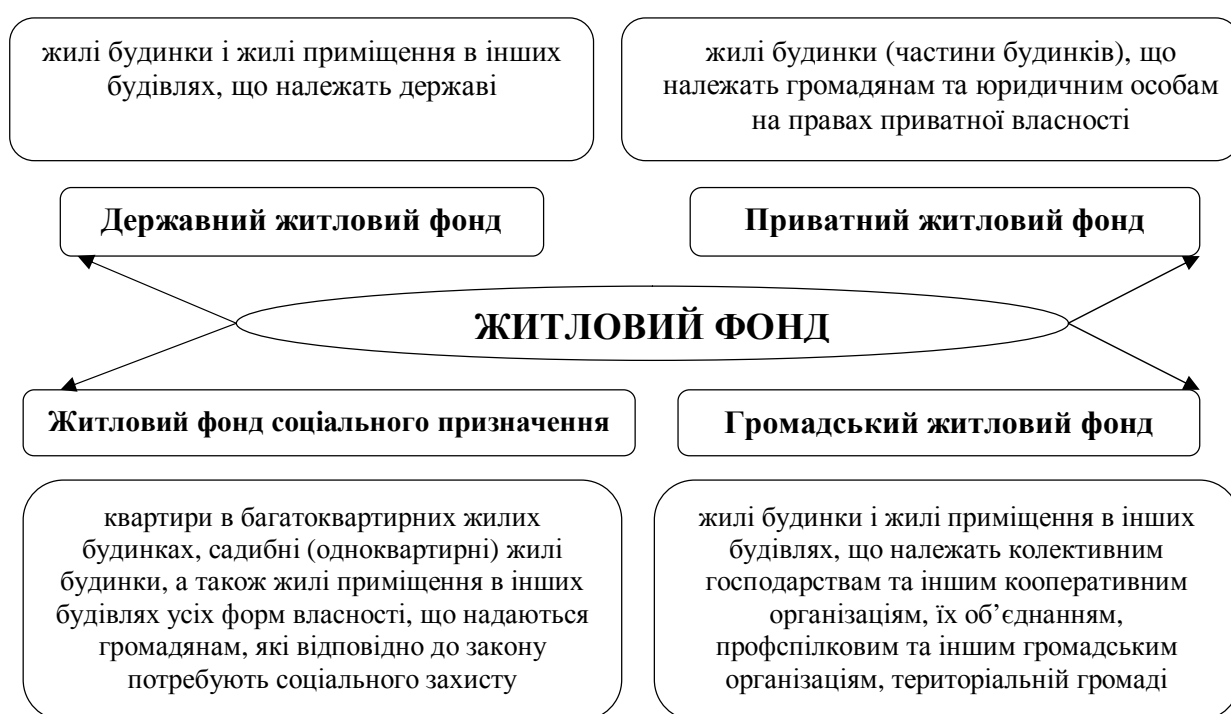 жилі будинки і жилі приміщення в інших
будівлях, що належать державі
жилі будинки (частини будинків), що
належать громадянам та юридичним особам
на правах приватної власності
Державний житловий фонд
Приватний житловий фонд
ЖИТЛОВИЙ ФОНД
Житловий фонд соціального призначення
Громадський житловий фонд
квартири в багатоквартирних жилих
будинках, садибні (одноквартирні) жилі
будинки, а також жилі приміщення в інших
будівлях усіх форм власності, що надаються
громадянам, які відповідно до закону
потребують соціального захисту
жилі будинки і жилі приміщення в інших
будівлях, що належать колективним
господарствам та іншим кооперативним
організаціям, їх об’єднанням,
профспілковим та іншим громадським
організаціям, територіальній громаді